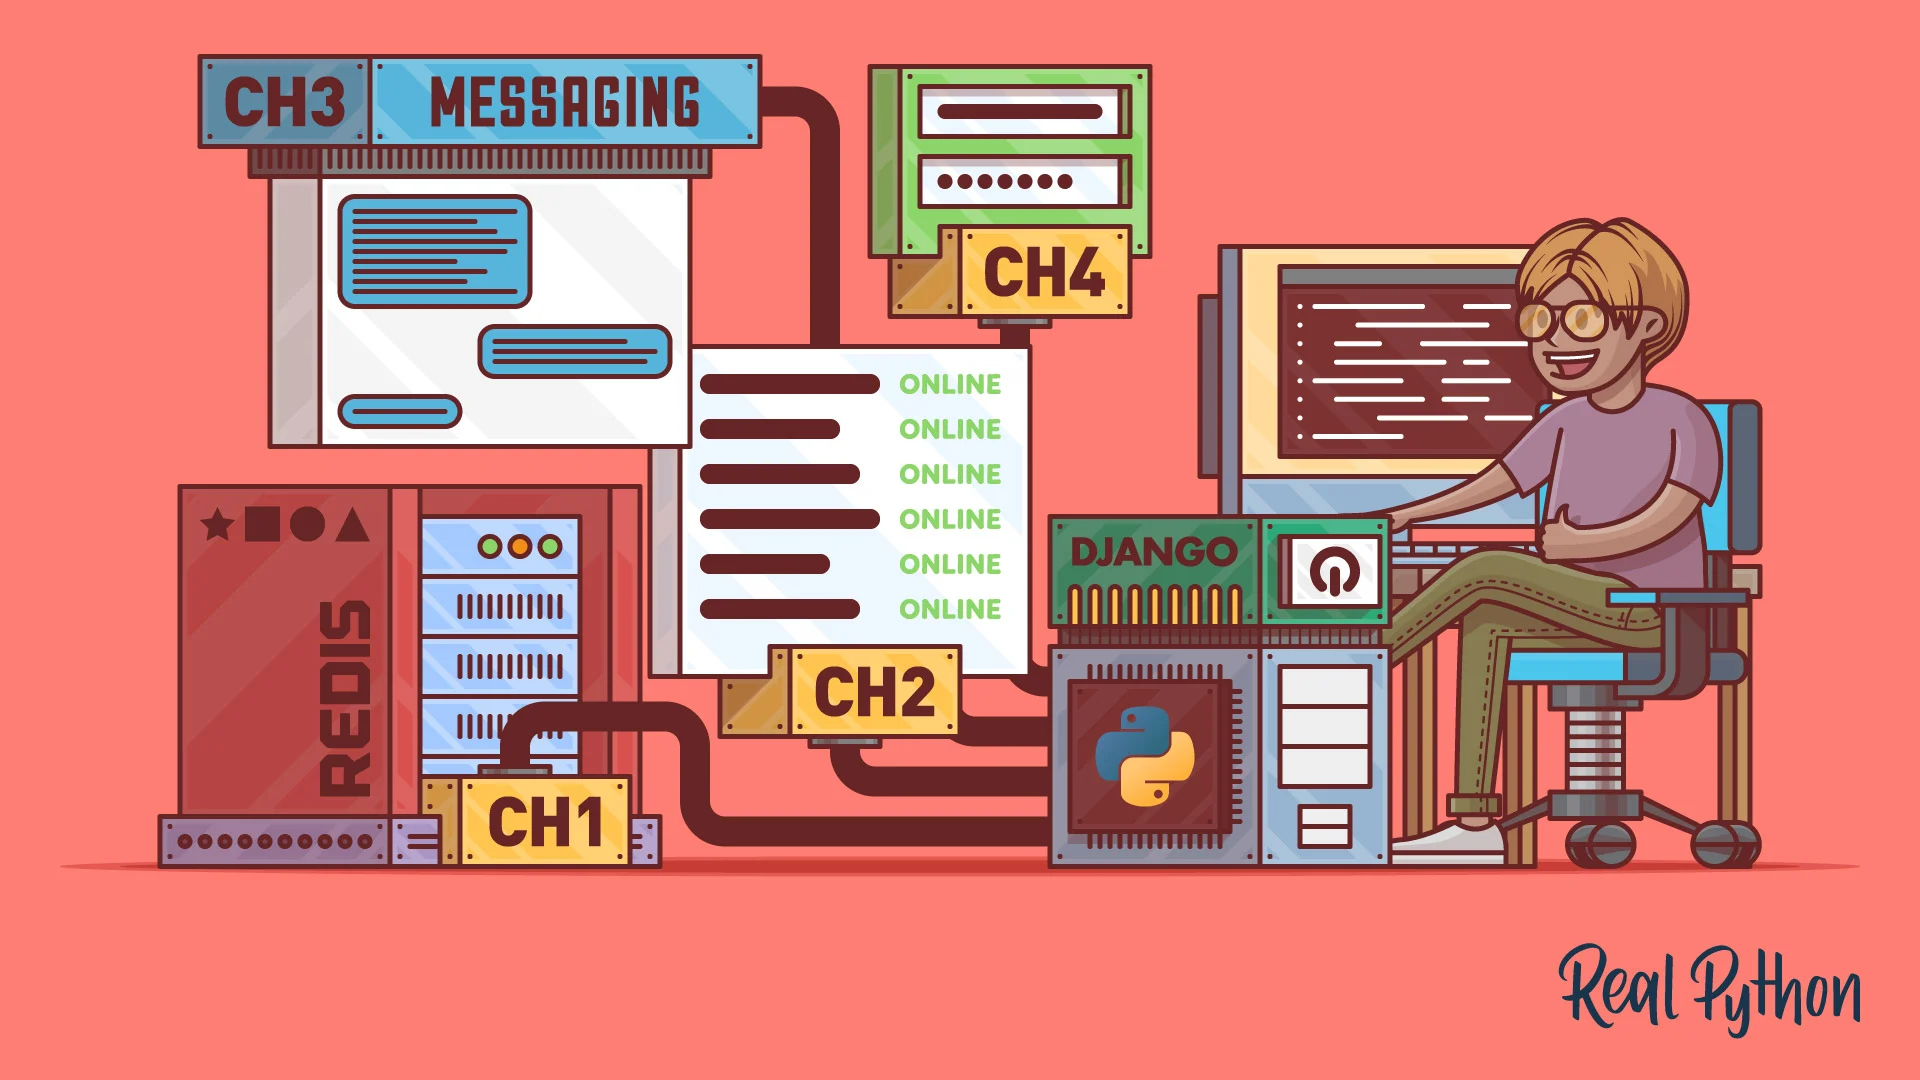 CH3 MESSAGING
CH4
ONLINE
ONLINE
ONLINE
ONLINE
ONLINE
ONLINE
CH2
REDIS
CH1
DJANGO
Real Python